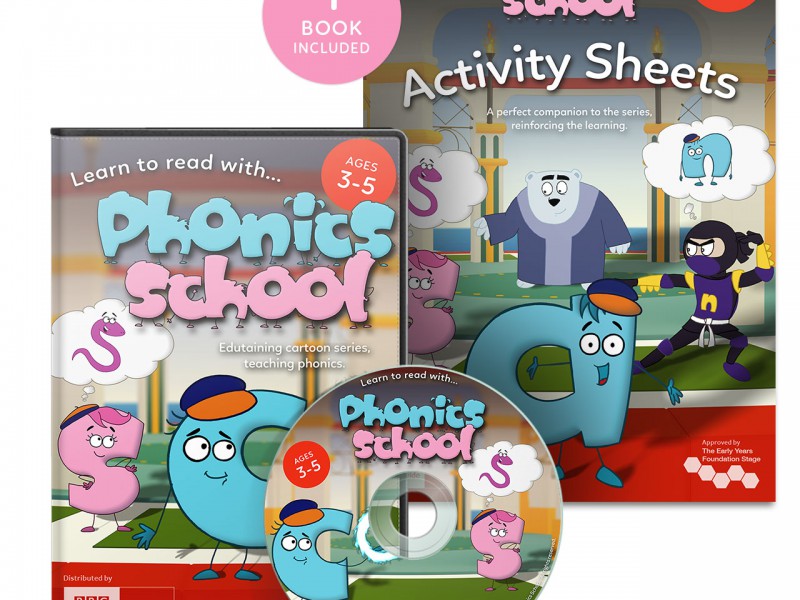 BOOK
INCLUDED
school
Activity Sheets
A perfect companion to the series,
reinforcing the learning.
n
Approved by
The Early Years
Foundation Stage
Learn to read with...
AGES
3-5
Phonics
school
Edutaining cartoon series,
teaching phonics.
Distributed by
BBC
Learn to read with...
Phonics
school
AGES
3-5